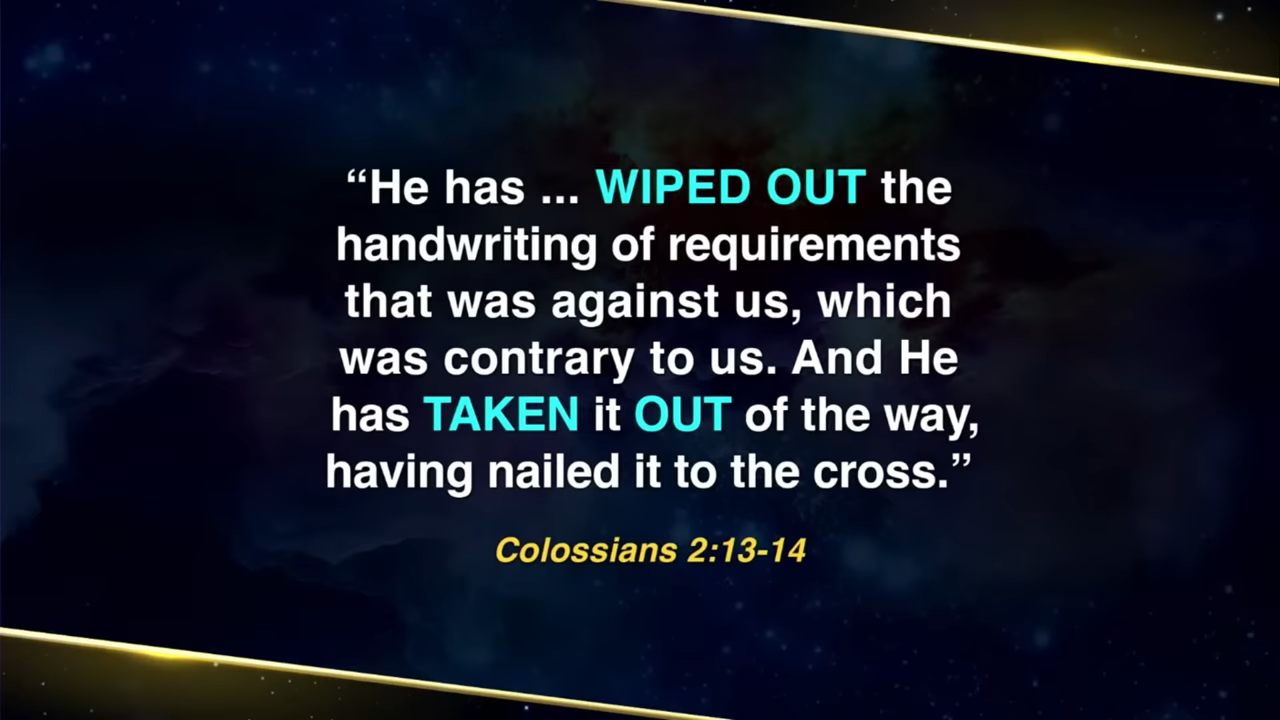 “He has ... WIPED OUT the
handwriting of requirements
that was against us, which
was contrary to us. And He
has TAKEN it OUT of the way,
having nailed it to the cross.”
Colossians 2:13-14